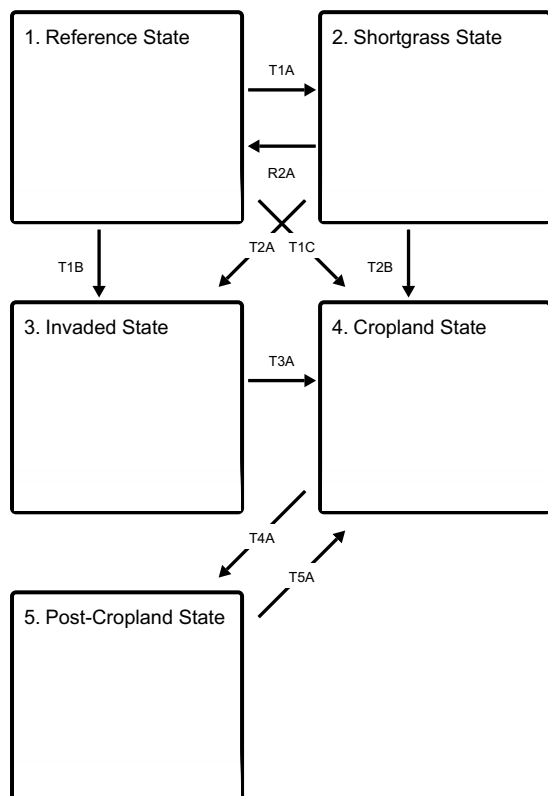 1. Reference State
2. Shortgrass State
T1A
R2A
T2A
T1C
T1B
T2B
3. Invaded State
4. Cropland State
T3A
T4A
T5A
5. Post-Cropland State